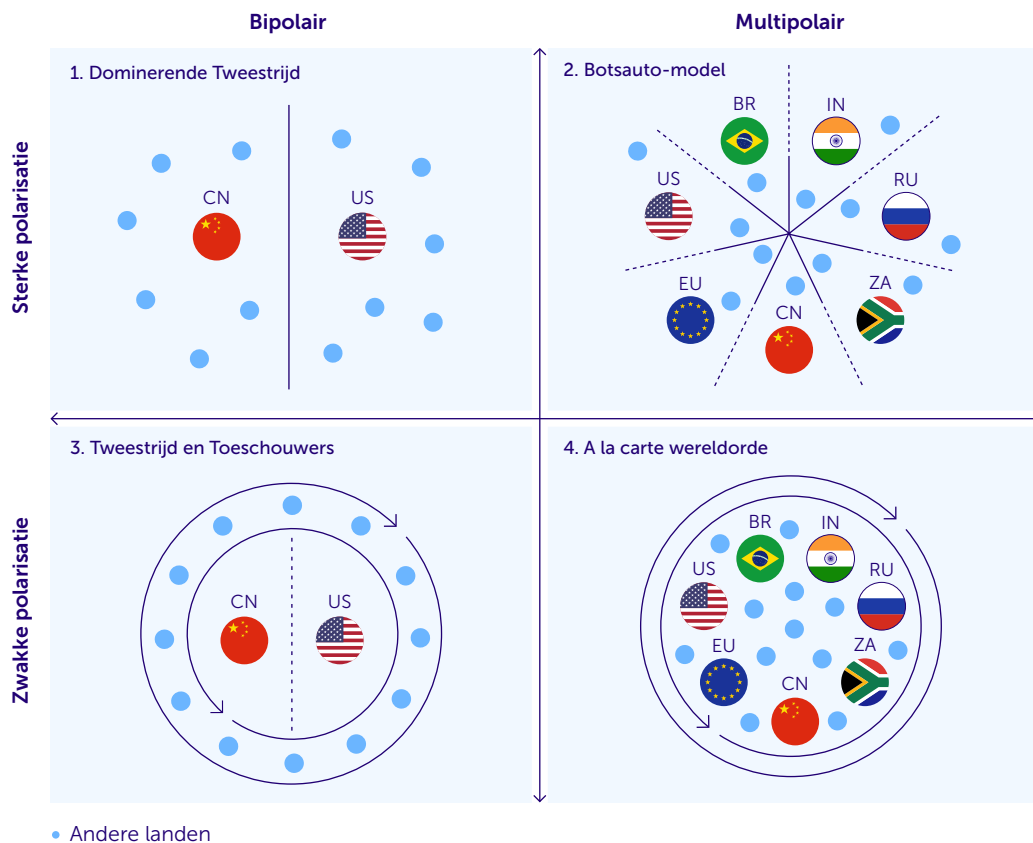 Bipolair
Multipolair
Sterke polarisatie
1. Dominerende Tweestrijd
CN
US
2. Botsauto-model
BR
IN
US
RU
EU
ZA
CN
Zwakke polarisatie
3. Tweestrijd en Toeschouwers
CN
US
4. A la carte wereldorde
BR
IN
US
RU
EU
ZA
CN
Andere landen